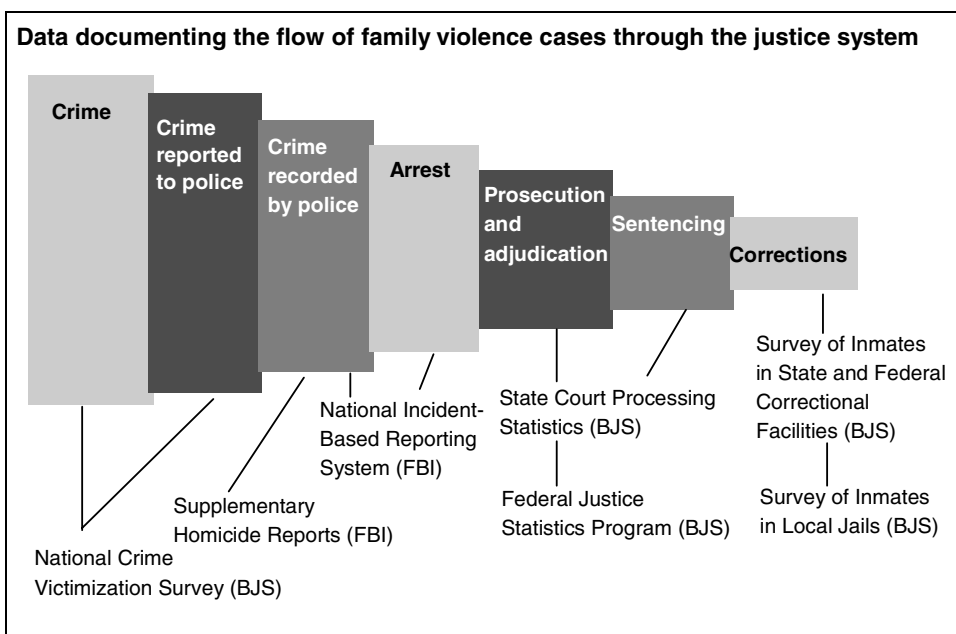 Data documenting the flow of family violence cases through the justice system
Crime
Crime
reported
to police
Crime
recorded
by police
Arrest
Prosecution
and
adjudication
Sentencing
Corrections
National Crime
Victimization Survey (BJS)
Supplementary
Homicide Reports (FBI)
National Incident-
Based Reporting
System (FBI)
State Court Processing
Statistics (BJS)
Federal Justice
Statistics Program (BJS)
Survey of Inmates
in State and Federal
Correctional
Facilities (BJS)
Survey of Inmates
in Local Jails (BJS)